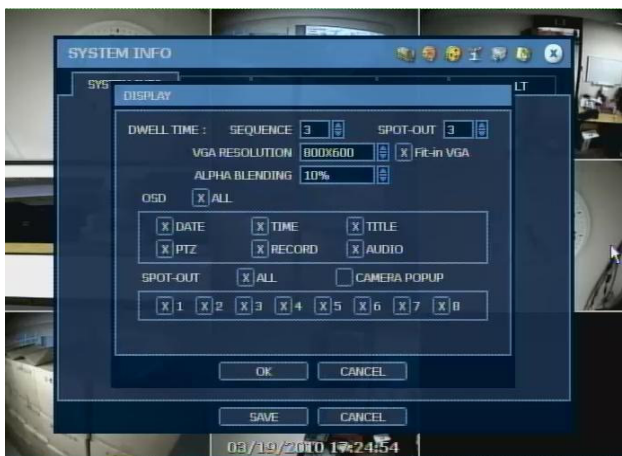 SYSTEM INFO
SYS LT
DISPLAY
DWELL TIME : SEQUENCE 3 SPOT-OUT 3
VGA RESOLUTION 800X600 X Fit-in VGA
ALPHA BLENDING 10%
OSD X ALL
X DATE X TIME X TITLE
X PTZ X RECORD X AUDIO
SPOT-OUT X ALL CAMERA POPUP
X 1 X 2 X 3 X 4 X 5 X 6 X 7 X 8
OK CANCEL
SAVE CANCEL
03/19/2010 17:24:54